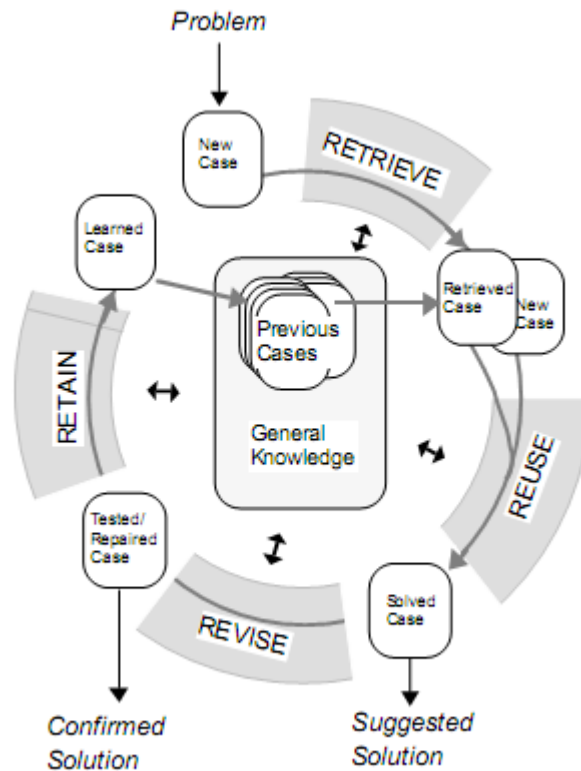 Problem
New
Case
RETRIEVE
Learned
Case
Retrieved
Case
New
Case
Previous
Cases
General
Knowledge
RETAIN
REUSE
Tested/
Repaired
Case
REVISE
Solved
Case
Confirmed
Solution
Suggested
Solution